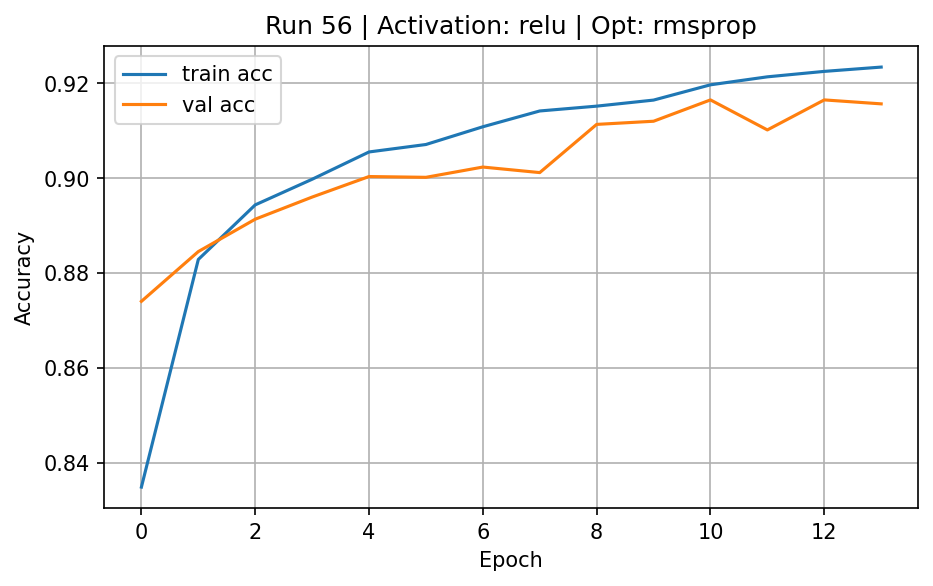 Run 56 | Activation: relu | Opt: rmsprop
train acc
val acc
0.92
0.90
0.88
0.86
0.84
Accuracy
0 2 4 6 8 10 12
Epoch